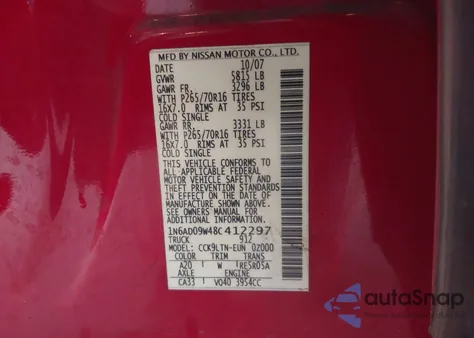 MFD BY NISSAN MOTOR CO., LTD.
DATE 10/07
GVWR 5815 LB
GAWR FR. 3296 LB
WITH P265/70R16 TIRES
16X7.0 RIMS AT 35 PSI
COLD SINGLE
GAWR RR. 3331 LB
WITH P265/70R16 TIRES
16X7.0 RIMS AT 35 PSI
COLD SINGLE
THIS VEHICLE CONFORMS TO
ALL APPLICABLE FEDERAL
MOTOR VEHICLE SAFETY AND
THEFT PREVENTION STANDARDS
IN EFFECT ON THE DATE OF
MANUFACTURE SHOWN ABOVE.
SEE OWNERS MANUAL FOR
ADDITIONAL INFORMATION
1N6AD09W48C412297
TRUCK 912
MODEL CCK9LTN-EUN 0Z000
COLOR TRIM TRANS
A20 W RE5R05A
AXLE ENGINE
CA33 VQ40 3954CC
autoSnap